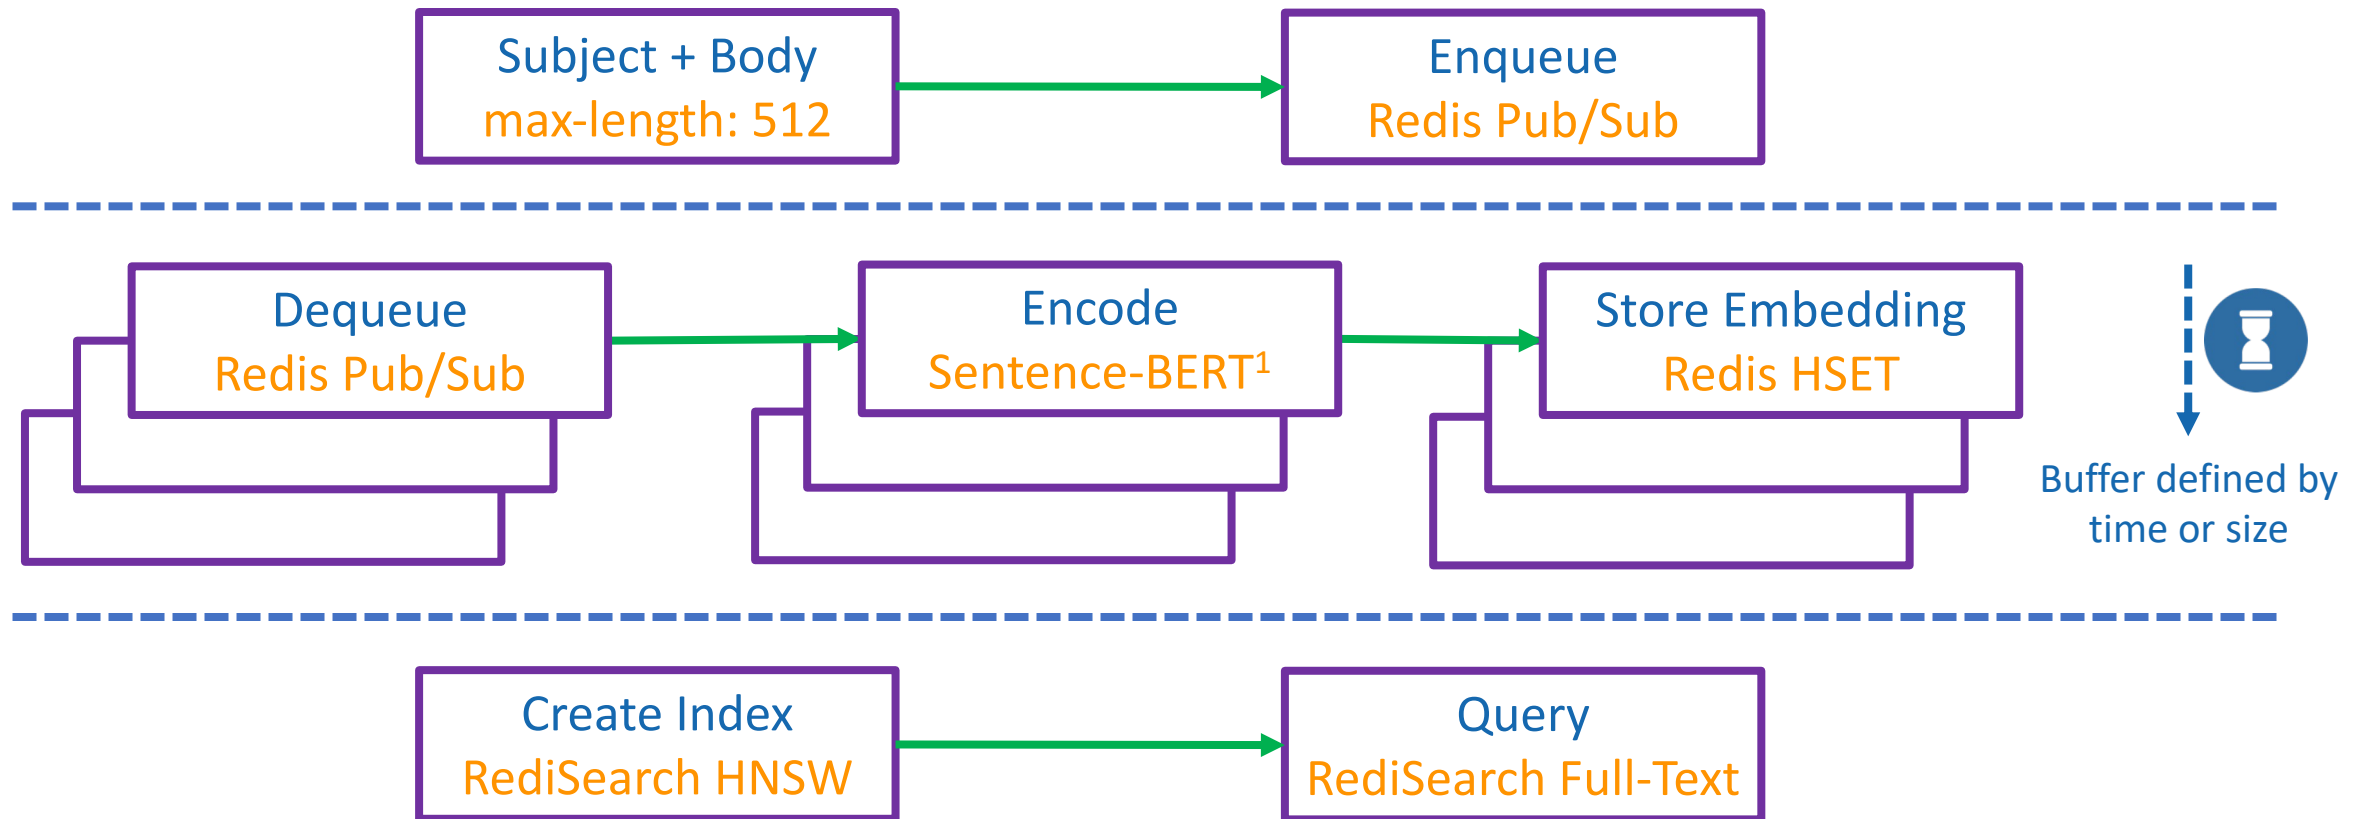 Subject + Body
max-length: 512
Enqueue
Redis Pub/Sub
Dequeue
Redis Pub/Sub
Encode
Sentence-BERT¹
Store Embedding
Redis HSET
Buffer defined by
time or size
Create Index
RediSearch HNSW
Query
RediSearch Full-Text